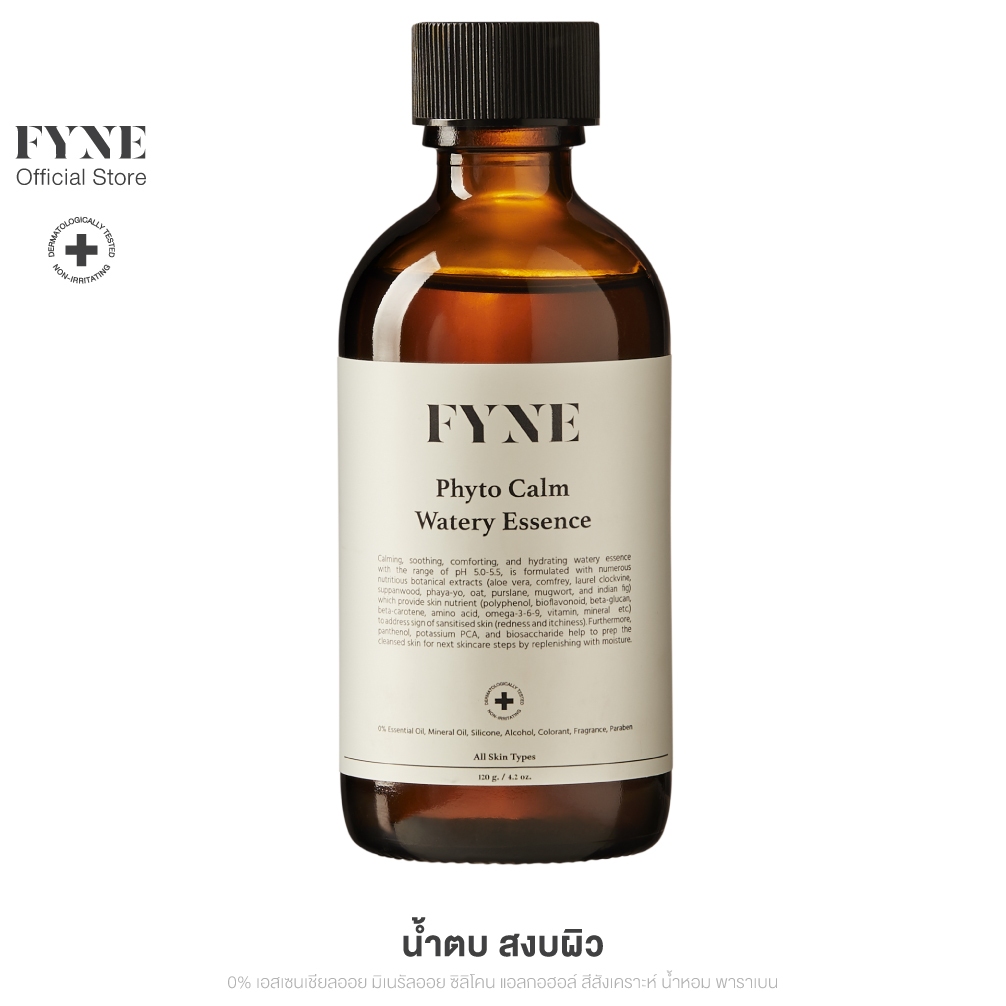 FYNE
Official Store
DERMATOLOGICALLY TESTED
NON-IRRITATING
FYNE
Phyto Calm
Watery Essence
Calming, soothing, comforting, and hydrating watery essence
with the range of pH 5.0-5.5, is formulated with numerous
nutritious botanical extracts (aloe vera, comfrey, laurel clockvine,
suppanwood, phaya-yo, oat, purslane, mugwort, and indian fig)
which provide skin nutrient (polyphenol, bioflavonoid, beta-glucan,
beta-carotene, amino acid, omega-3-6-9, vitamin, mineral etc)
to address sign of sansitised skin (redness and itchiness). Furthermore,
panthenol, potassium PCA, and biosaccharide help to prep the
cleansed skin for next skincare steps by replenishing with moisture.
DERMATOLOGICALLY TESTED
NON-IRRITATING
0% Essential Oil, Mineral Oil, Silicone, Alcohol, Colorant, Fragrance, Paraben
All Skin Types
120 g. / 4.2 oz.
น้ำตบ สงบผิว
0% เอสเซนเชียลออย มิเนรัลออย ซิลิโคน แอลกอฮอล์ สีสังเคราะห์ น้ำหอม พาราเบน